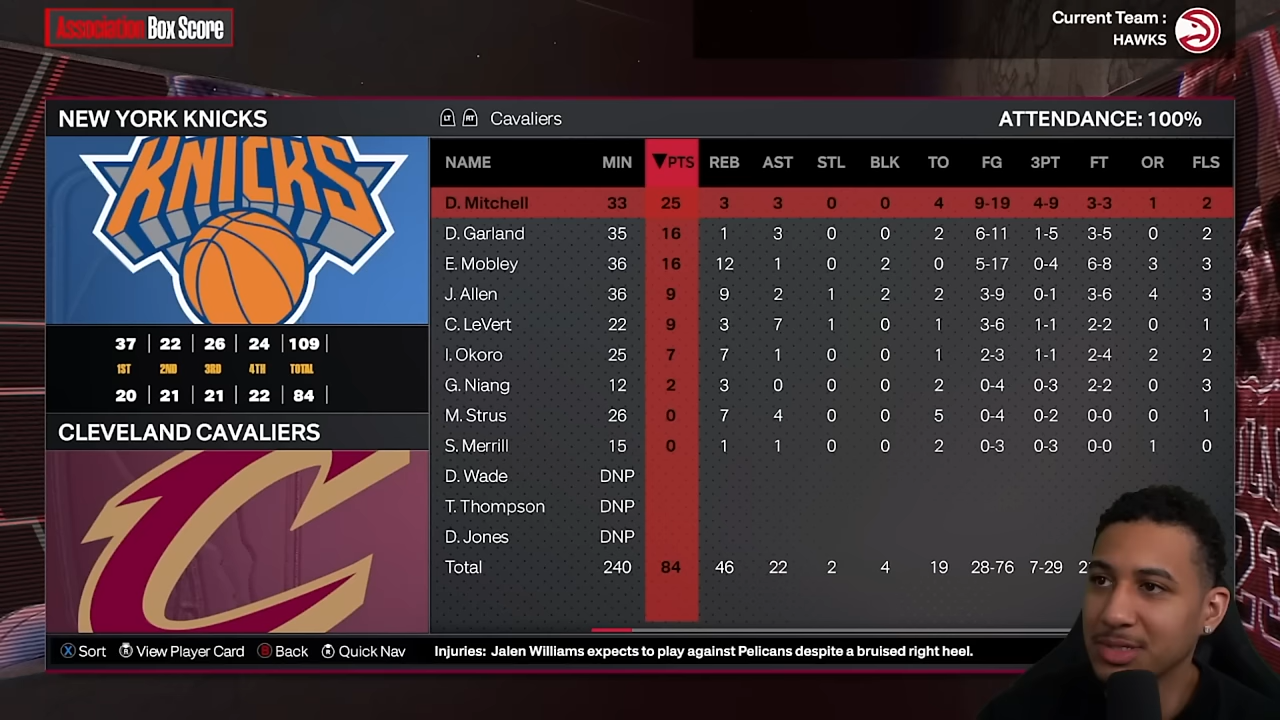 Association Box Score
Current Team :
HAWKS
NEW YORK KNICKS
KNICKS
37 22 26 24 109
1ST 2ND 3RD 4TH TOTAL
20 21 21 22 84
CLEVELAND CAVALIERS
LT RT Cavaliers ATTENDANCE: 100%
NAME MIN ▼PTS REB AST STL BLK TO FG 3PT FT OR FLS
D. Mitchell 33 25 3 3 0 0 4 9-19 4-9 3-3 1 2
D. Garland 35 16 1 3 0 0 2 6-11 1-5 3-5 0 2
E. Mobley 36 16 12 1 0 2 0 5-17 0-4 6-8 3 3
J. Allen 36 9 9 2 1 2 2 3-9 0-1 3-6 4 3
C. LeVert 22 9 3 7 1 0 1 3-6 1-1 2-2 0 1
I. Okoro 25 7 7 1 0 0 1 2-3 1-1 2-4 2 2
G. Niang 12 2 3 0 0 0 2 0-4 0-3 2-2 0 3
M. Strus 26 0 7 4 0 0 5 0-4 0-2 0-0 0 1
S. Merrill 15 0 1 1 0 0 2 0-3 0-3 0-0 1 0
D. Wade DNP
T. Thompson DNP
D. Jones DNP
Total 240 84 46 22 2 4 19 28-76 7-29
X Sort R View Player Card B Back R Quick Nav
Injuries: Jalen Williams expects to play against Pelicans despite a bruised right heel.